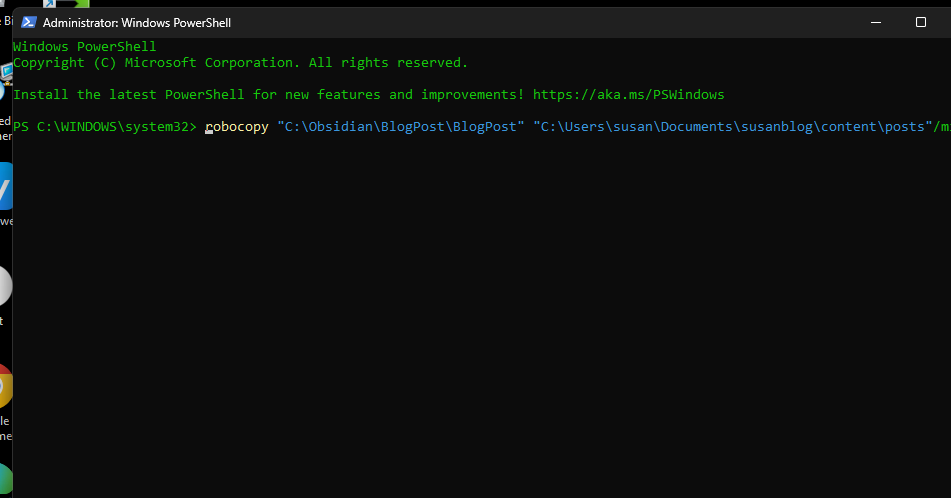 Administrator: Windows PowerShell
Windows PowerShell
Copyright (C) Microsoft Corporation. All rights reserved.
Install the latest PowerShell for new features and improvements! https://aka.ms/PSWindows
PS C:\WINDOWS\system32> robocopy "C:\Obsidian\BlogPost\BlogPost" "C:\Users\susan\Documents\susanblog\content\posts"/m